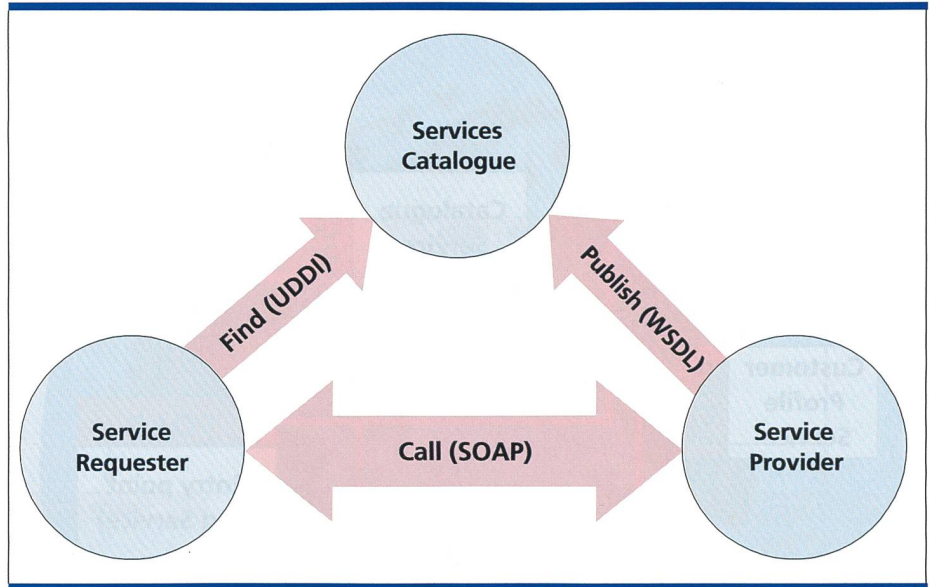 Services
Catalogue
Find (UDDI)
Publish (WSDL)
Service
Requester
Call (SOAP)
Service
Provider